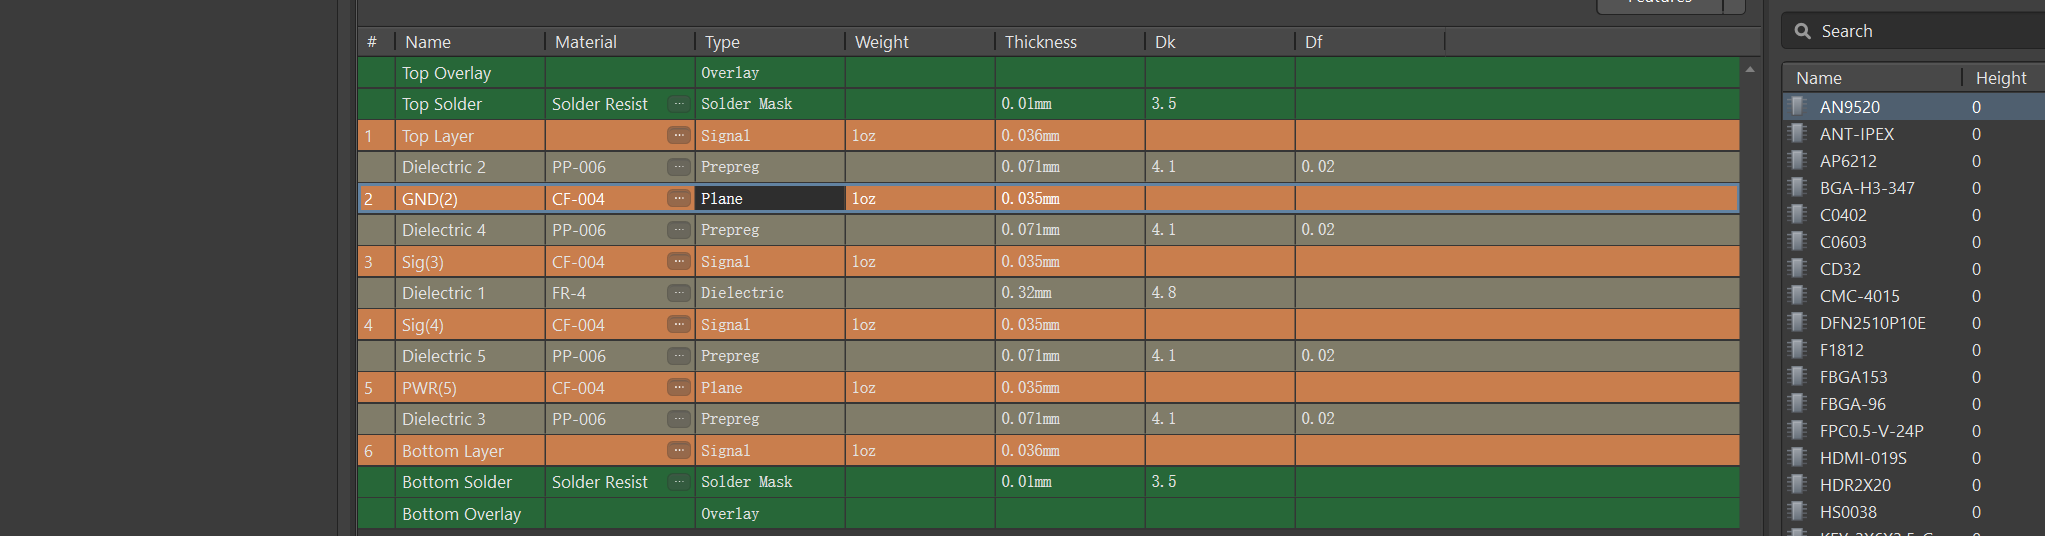 Features
# Name Material Type Weight Thickness Dk Df
Top Overlay Overlay
Top Solder Solder Resist ... Solder Mask 0.01mm 3.5
1 Top Layer ... Signal 1oz 0.036mm
Dielectric 2 PP-006 ... Prepreg 0.071mm 4.1 0.02
2 GND(2) CF-004 ... Plane 1oz 0.035mm
Dielectric 4 PP-006 ... Prepreg 0.071mm 4.1 0.02
3 Sig(3) CF-004 ... Signal 1oz 0.035mm
Dielectric 1 FR-4 ... Dielectric 0.32mm 4.8
4 Sig(4) CF-004 ... Signal 1oz 0.035mm
Dielectric 5 PP-006 ... Prepreg 0.071mm 4.1 0.02
5 PWR(5) CF-004 ... Plane 1oz 0.035mm
Dielectric 3 PP-006 ... Prepreg 0.071mm 4.1 0.02
6 Bottom Layer ... Signal 1oz 0.036mm
Bottom Solder Solder Resist ... Solder Mask 0.01mm 3.5
Bottom Overlay Overlay
Search
Name Height
AN9520 0
ANT-IPEX 0
AP6212 0
BGA-H3-347 0
C0402 0
C0603 0
CD32 0
CMC-4015 0
DFN2510P10E 0
F1812 0
FBGA153 0
FBGA-96 0
FPC0.5-V-24P 0
HDMI-019S 0
HDR2X20 0
HS0038 0